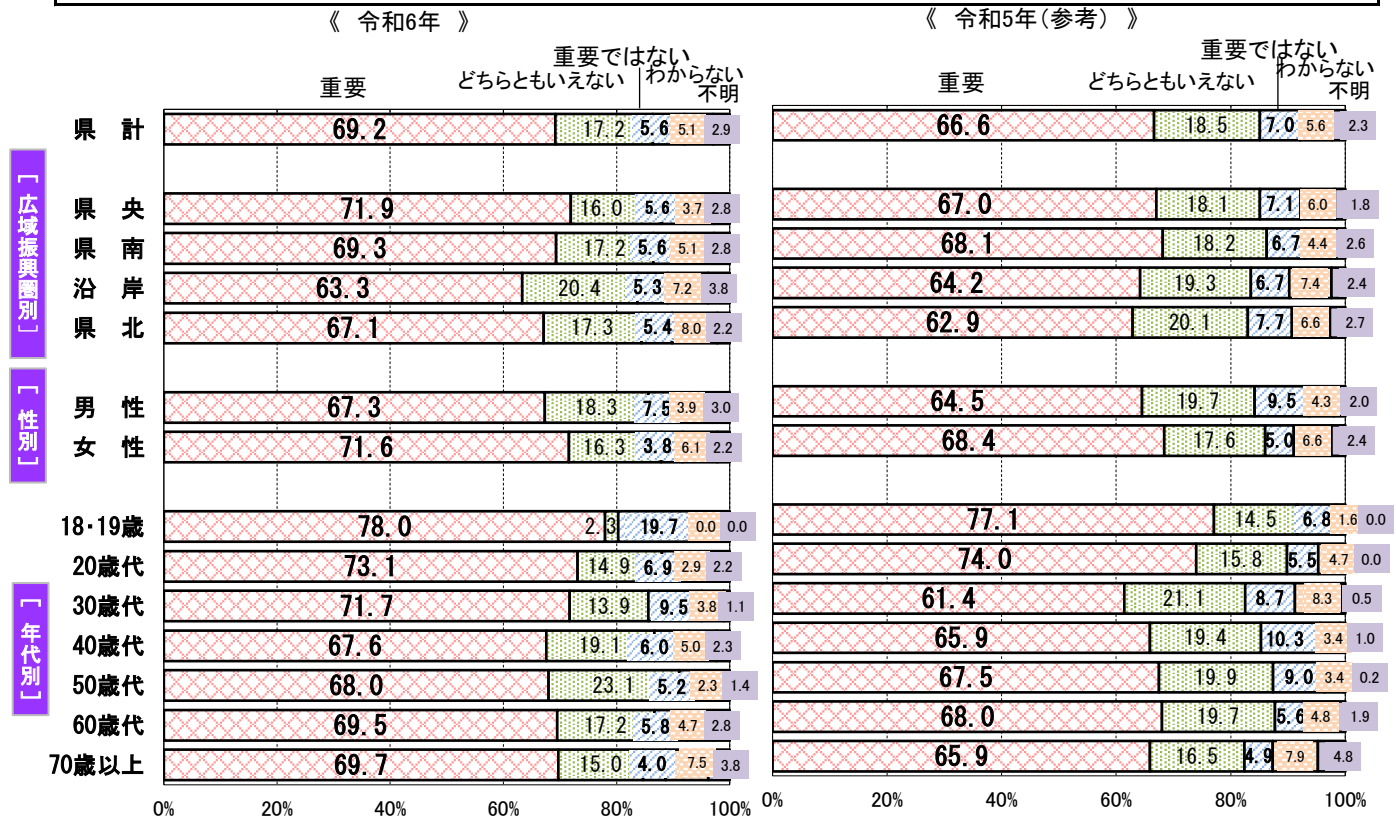 《 令和6年 》
重要
どちらともいえない
重要ではない
わからない
不明
[ 広域振興圏別 ]
[ 性別 ]
[ 年代別 ]
県 計 69.2 17.2 5.6 5.1 2.9
県 央 71.9 16.0 5.6 3.7 2.8
県 南 69.3 17.2 5.6 5.1 2.8
沿 岸 63.3 20.4 5.3 7.2 3.8
県 北 67.1 17.3 5.4 8.0 2.2
男 性 67.3 18.3 7.5 3.9 3.0
女 性 71.6 16.3 3.8 6.1 2.2
18・19歳 78.0 2.3 19.7 0.0 0.0
20歳代 73.1 14.9 6.9 2.9 2.2
30歳代 71.7 13.9 9.5 3.8 1.1
40歳代 67.6 19.1 6.0 5.0 2.3
50歳代 68.0 23.1 5.2 2.3 1.4
60歳代 69.5 17.2 5.8 4.7 2.8
70歳以上 69.7 15.0 4.0 7.5 3.8
0% 20% 40% 60% 80% 100%
《 令和5年(参考) 》
重要
どちらともいえない
重要ではない
わからない
不明
66.6 18.5 7.0 5.6 2.3
67.0 18.1 7.1 6.0 1.8
68.1 18.2 6.7 4.4 2.6
64.2 19.3 6.7 7.4 2.4
62.9 20.1 7.7 6.6 2.7
64.5 19.7 9.5 4.3 2.0
68.4 17.6 5.0 6.6 2.4
77.1 14.5 6.8 1.6 0.0
74.0 15.8 5.5 4.7 0.0
61.4 21.1 8.7 8.3 0.5
65.9 19.4 10.3 3.4 1.0
67.5 19.9 9.0 3.4 0.2
68.0 19.7 5.6 4.8 1.9
65.9 16.5 4.9 7.9 4.8
0% 20% 40% 60% 80% 100%